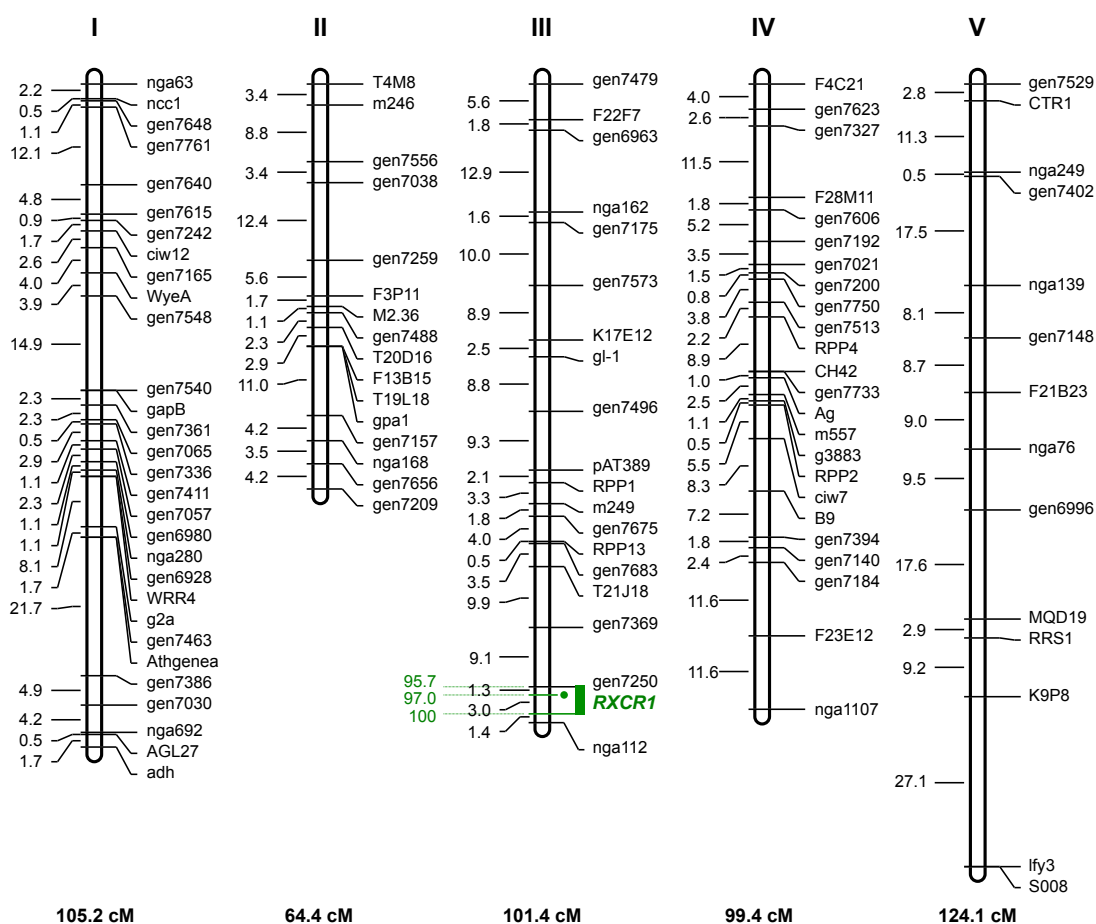 I
II
III
IV
V
2.2
0.5
1.1
12.1
4.8
0.9
1.7
2.6
4.0
3.9
14.9
2.3
2.3
0.5
2.9
1.1
2.3
1.1
1.1
8.1
1.7
21.7
4.9
4.2
0.5
1.7
nga63
ncc1
gen7648
gen7761
gen7640
gen7615
gen7242
ciw12
gen7165
WyeA
gen7548
gen7540
gapB
gen7361
gen7065
gen7336
gen7411
gen7057
gen6980
nga280
gen6928
WRR4
g2a
gen7463
Athgenea
gen7386
gen7030
nga692
AGL27
adh
3.4
8.8
3.4
12.4
5.6
1.7
1.1
2.3
2.9
11.0
4.2
3.5
4.2
T4M8
m246
gen7556
gen7038
gen7259
F3P11
M2.36
gen7488
T20D16
F13B15
T19L18
gpa1
gen7157
nga168
gen7656
gen7209
5.6
1.8
12.9
1.6
10.0
8.9
2.5
8.8
9.3
2.1
3.3
1.8
4.0
0.5
3.5
9.9
9.1
1.3
3.0
1.4
95.7
97.0
100
gen7479
F22F7
gen6963
nga162
gen7175
gen7573
K17E12
gl-1
gen7496
pAT389
RPP1
m249
gen7675
RPP13
gen7683
T21J18
gen7369
gen7250
RXCR1
nga112
4.0
2.6
11.5
1.8
5.2
3.5
1.5
0.8
3.8
2.2
8.9
1.0
2.5
1.1
0.5
5.5
8.3
7.2
1.8
2.4
11.6
11.6
F4C21
gen7623
gen7327
F28M11
gen7606
gen7192
gen7021
gen7200
gen7750
gen7513
RPP4
CH42
gen7733
Ag
m557
g3883
RPP2
ciw7
B9
gen7394
gen7140
gen7184
F23E12
nga1107
2.8
11.3
0.5
17.5
8.1
8.7
9.0
9.5
17.6
2.9
9.2
27.1
gen7529
CTR1
nga249
gen7402
nga139
gen7148
F21B23
nga76
gen6996
MQD19
RRS1
K9P8
lfy3
S008
105.2 cM
64.4 cM
101.4 cM
99.4 cM
124.1 cM